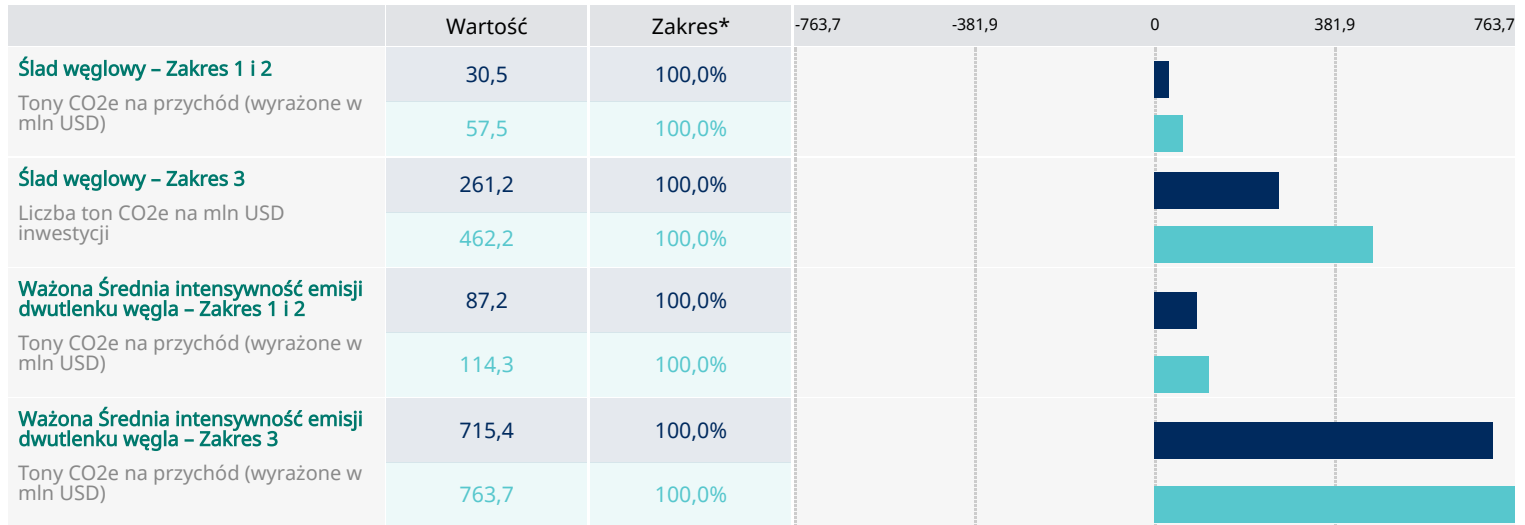 Wartość Zakres* -763,7 -381,9 0 381,9 763,7
Ślad węglowy – Zakres 1 i 2
Tony CO2e na przychód (wyrażone w
mln USD)
30,5 100,0%
57,5 100,0%
Ślad węglowy – Zakres 3
Liczba ton CO2e na mln USD
inwestycji
261,2 100,0%
462,2 100,0%
Ważona Średnia intensywność emisji
dwutlenku węgla – Zakres 1 i 2
Tony CO2e na przychód (wyrażone w
mln USD)
87,2 100,0%
114,3 100,0%
Ważona Średnia intensywność emisji
dwutlenku węgla – Zakres 3
Tony CO2e na przychód (wyrażone w
mln USD)
715,4 100,0%
763,7 100,0%